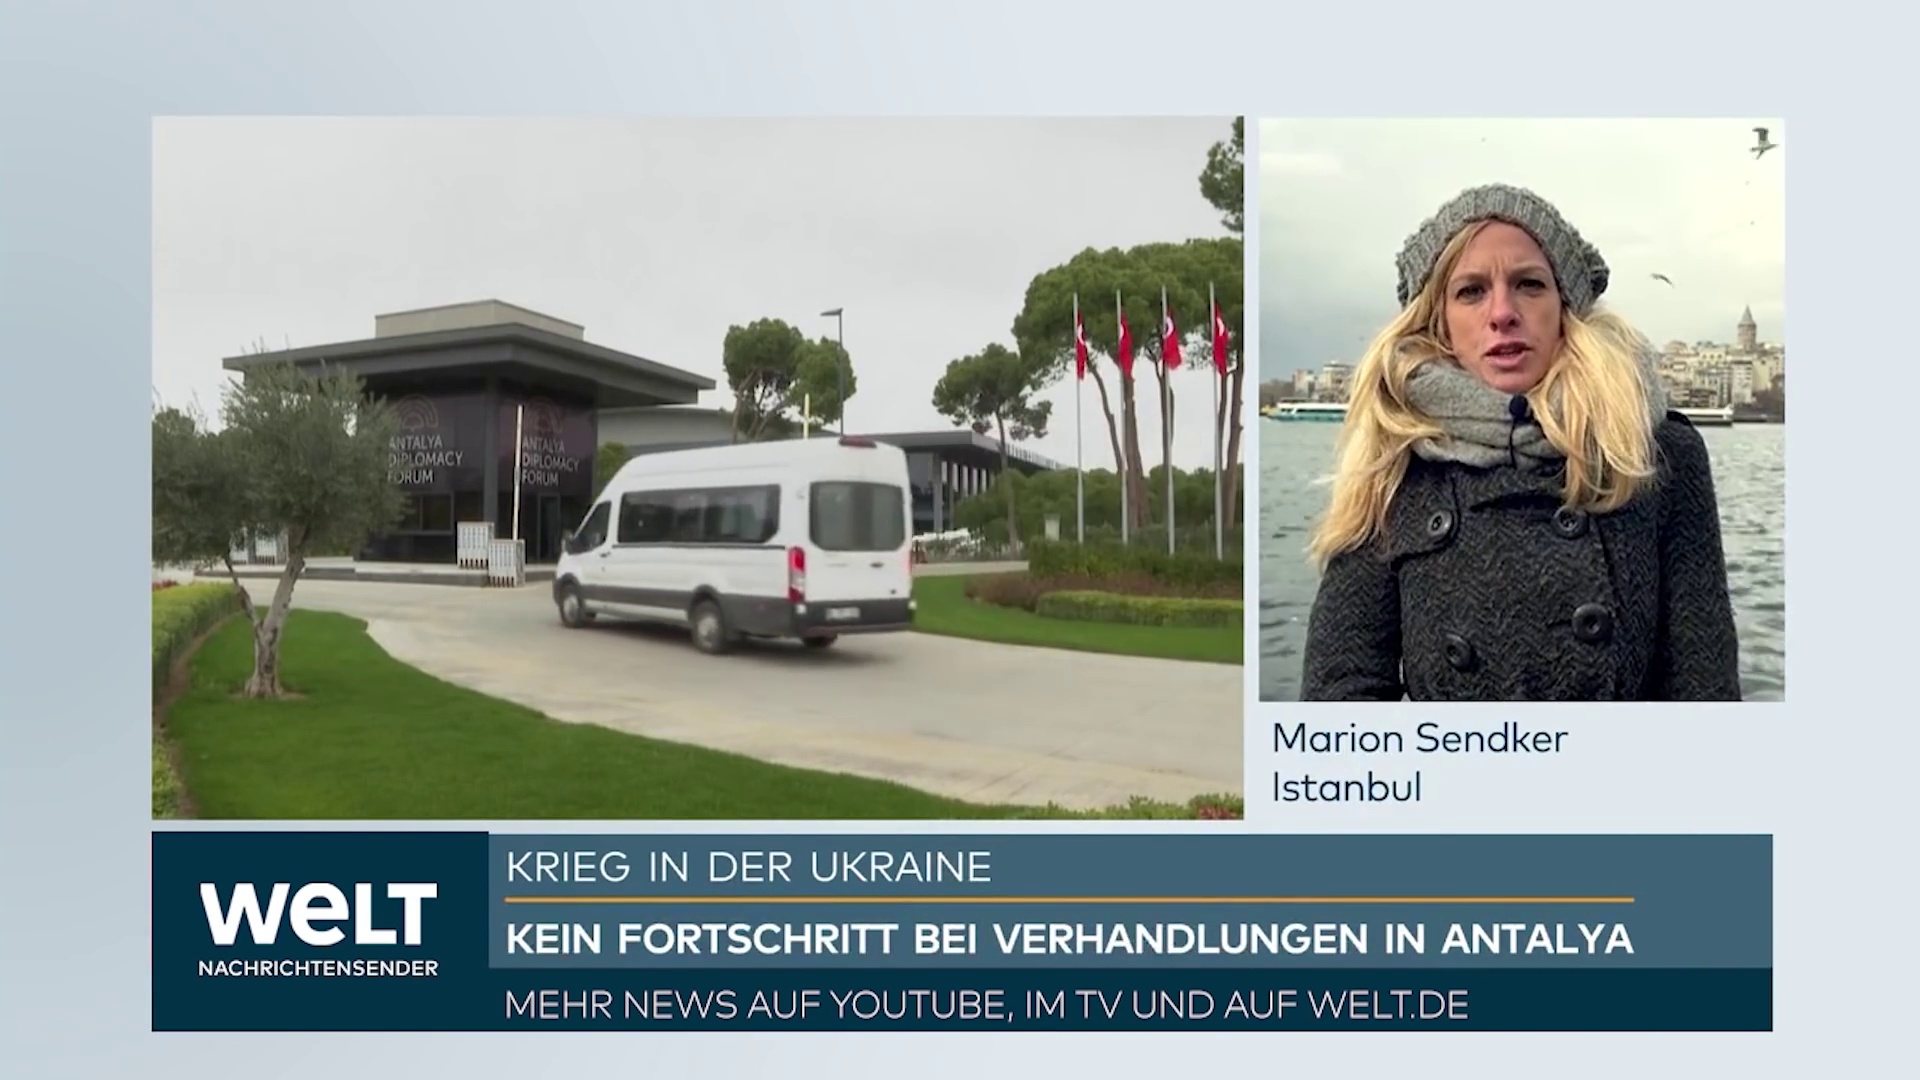 ANTALYA
DiPLOMACY
FORUM
ANTALYA
DiPLOMACY
FORUM
Marion Sendker
Istanbul
WELT
NACHRICHTENSENDER
KRIEG IN DER UKRAINE
KEIN FORTSCHRITT BEI VERHANDLUNGEN IN ANTALYA
MEHR NEWS AUF YOUTUBE, IM TV UND AUF WELT.DE